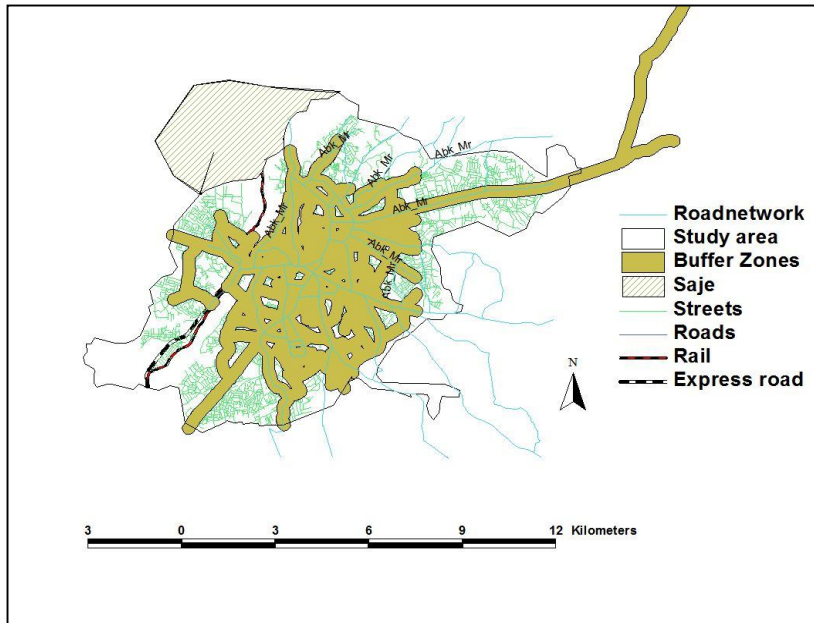 Abk_Mr
Abk_Mr
Abk_Mr
Abk_Mr
Abk_Mr
Abk_Mr
Abk_Mr
Roadnetwork
Study area
Buffer Zones
Saje
Streets
Roads
Rail
Express road
N
3 0 3 6 9 12 Kilometers